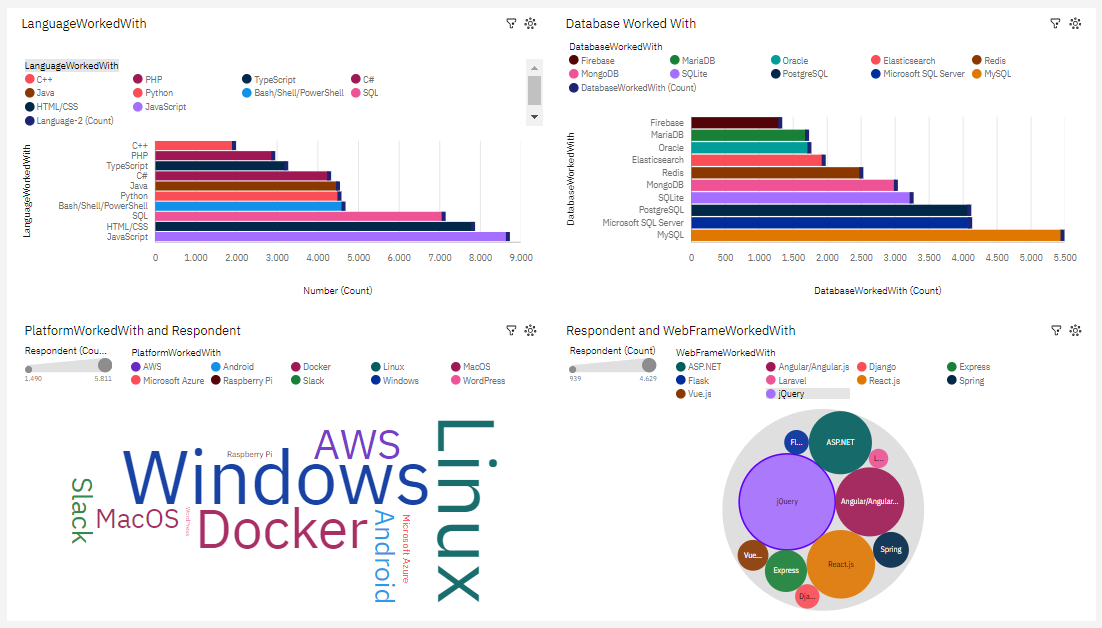 LanguageWorkedWith
LanguageWorkedWith
C++ PHP TypeScript C#
Java Python Bash/Shell/PowerShell SQL
HTML/CSS JavaScript
Language-2 (Count)
LanguageWorkedWith
C++
PHP
TypeScript
C#
Java
Python
Bash/Shell/PowerShell
SQL
HTML/CSS
JavaScript
0 1.000 2.000 3.000 4.000 5.000 6.000 7.000 8.000 9.000
Number (Count)
Database Worked With
DatabaseWorkedWith
Firebase MariaDB Oracle Elasticsearch Redis
MongoDB SQLite PostgreSQL Microsoft SQL Server MySQL
DatabaseWorkedWith (Count)
DatabaseWorkedWith
Firebase
MariaDB
Oracle
Elasticsearch
Redis
MongoDB
SQLite
PostgreSQL
Microsoft SQL Server
MySQL
0 500 1.000 1.500 2.000 2.500 3.000 3.500 4.000 4.500 5.000 5.500
DatabaseWorkedWith (Count)
PlatformWorkedWith and Respondent
Respondent (Cou...
1.490 5.811
PlatformWorkedWith
AWS Android Docker Linux MacOS
Microsoft Azure Raspberry Pi Slack Windows WordPress
Linux
AWS
Raspberry Pi
Windows
Slack
MacOS
WordPress
Docker
Android
Microsoft Azure
Respondent and WebFrameWorkedWith
Respondent (Count)
939 4.629
WebFrameWorkedWith
ASP.NET Angular/Angular.js Django Express
Flask Laravel React.js Spring
Vue.js jQuery
Fl... ASP.NET
L...
jQuery Angular/Angular...
Vue... Spring
Express React.js
Dja...